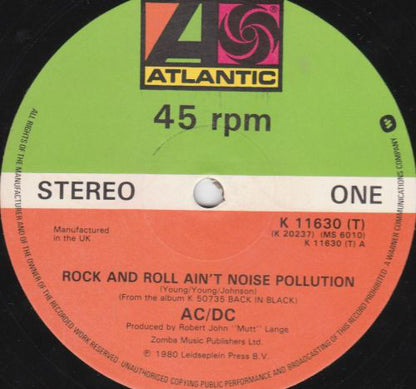 ATLANTIC
45 rpm
STEREO
ONE
Manufactured
in the UK
K 11630 (T)
(K 20237) (MS 6010)
K 11630 (T) A
ROCK AND ROLL AIN'T NOISE POLLUTION
(Young/Young/Johnson)
(From the album K 50735 BACK IN BLACK)
AC/DC
Produced by Robert John "Mutt" Lange
Zomba Music Publishers Ltd.
℗ 1980 Leidseplein Press B.V.
ALL RIGHTS OF THE MANUFACTURER AND OF THE OWNER OF THE RECORDED WORK RESERVED. UNAUTHORISED COPYING PUBLIC PERFORMANCE AND BROADCASTING OF THIS RECORD PROHIBITED
W
A WARNER COMMUNICATIONS COMPANY